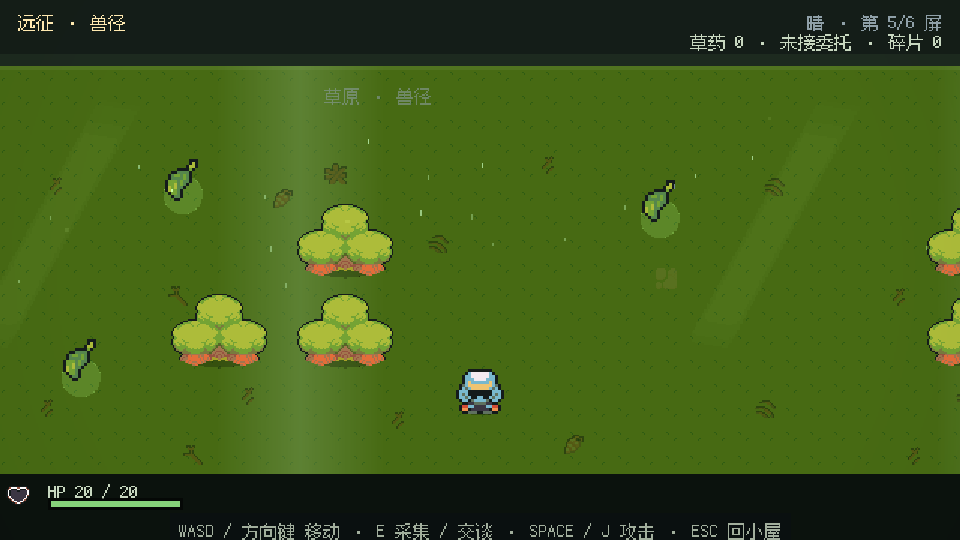 远征 · 兽径
晴 · 第 5/6 屏
草药 0 · 未接委托 · 碎片 0
草原 · 兽径
HP 20 / 20
WASD / 方向键 移动 · E 采集 / 交谈 · SPACE / J 攻击 · ESC 回小屋